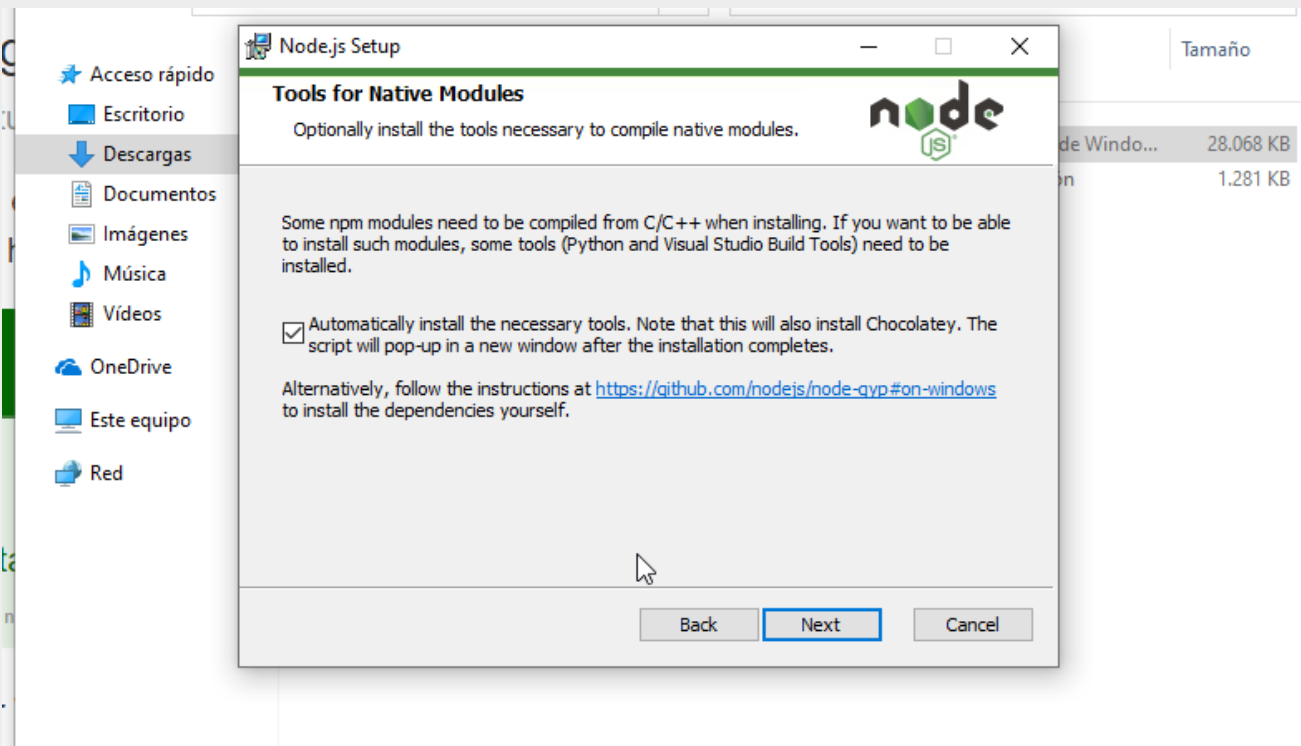 Node.js Setup
Tamaño
Acceso rápido
Tools for Native Modules
node
JS
Escritorio
Optionally install the tools necessary to compile native modules.
Descargas
de Windo... 28.068 KB
1.281 KB
Documentos
Imágenes
Música
Vídeos
OneDrive
Este equipo
Red
Some npm modules need to be compiled from C/C++ when installing. If you want to be able
to install such modules, some tools (Python and Visual Studio Build Tools) need to be
installed.
Automatically install the necessary tools. Note that this will also install Chocolatey. The
script will pop-up in a new window after the installation completes.
Alternatively, follow the instructions at https://github.com/nodejs/node-gyp#on-windows
to install the dependencies yourself.
Back Next Cancel